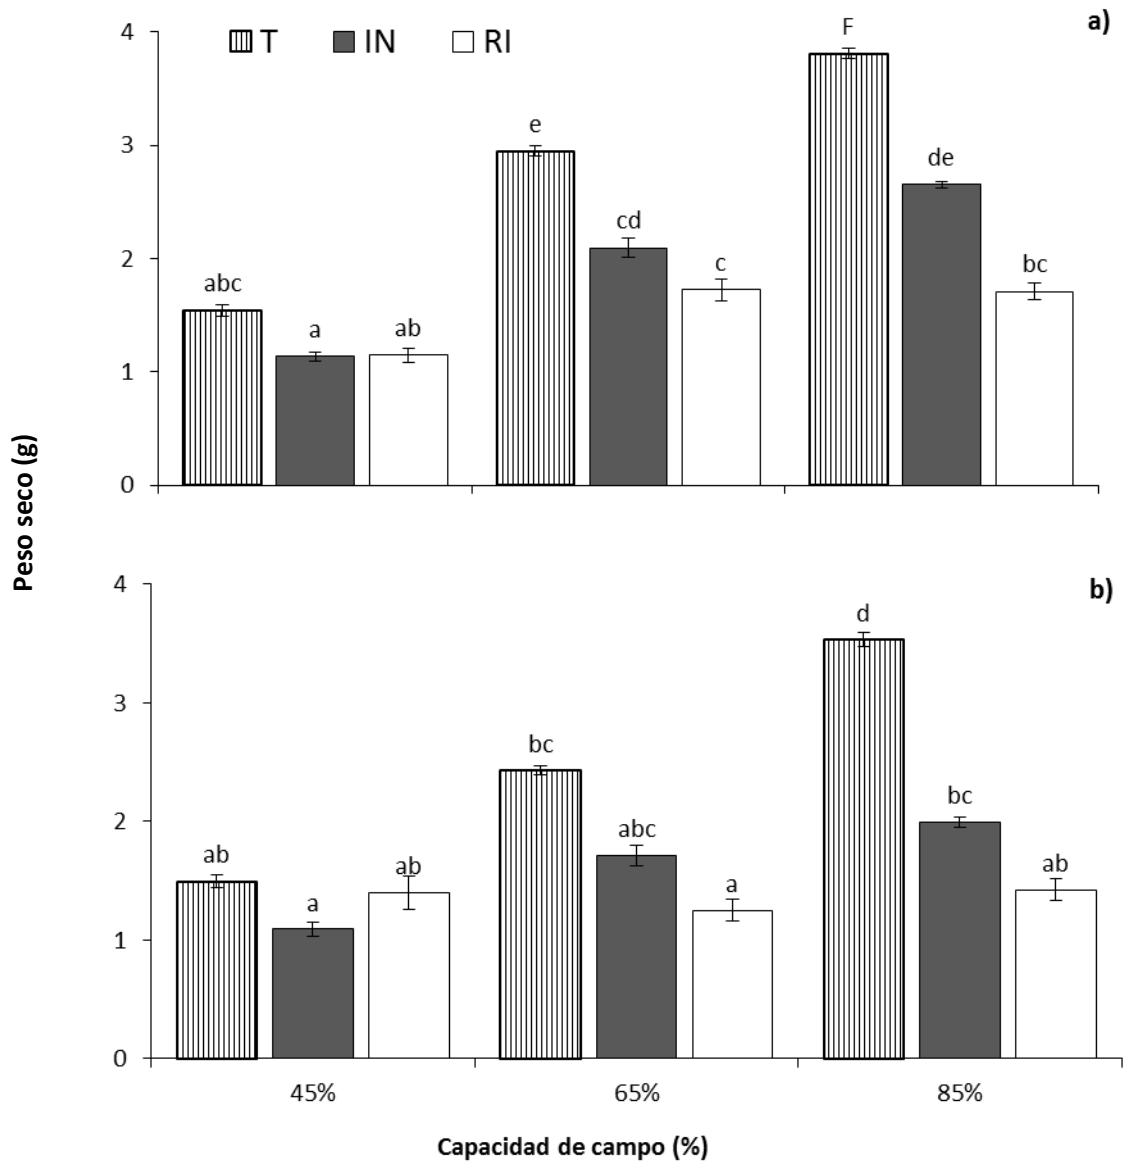 a)
T IN RI
4
3
2
1
0
abc a ab
e cd c
F de bc
Peso seco (g)
b)
4
3
2
1
0
ab a ab
bc abc a
d bc ab
45% 65% 85%
Capacidad de campo (%)